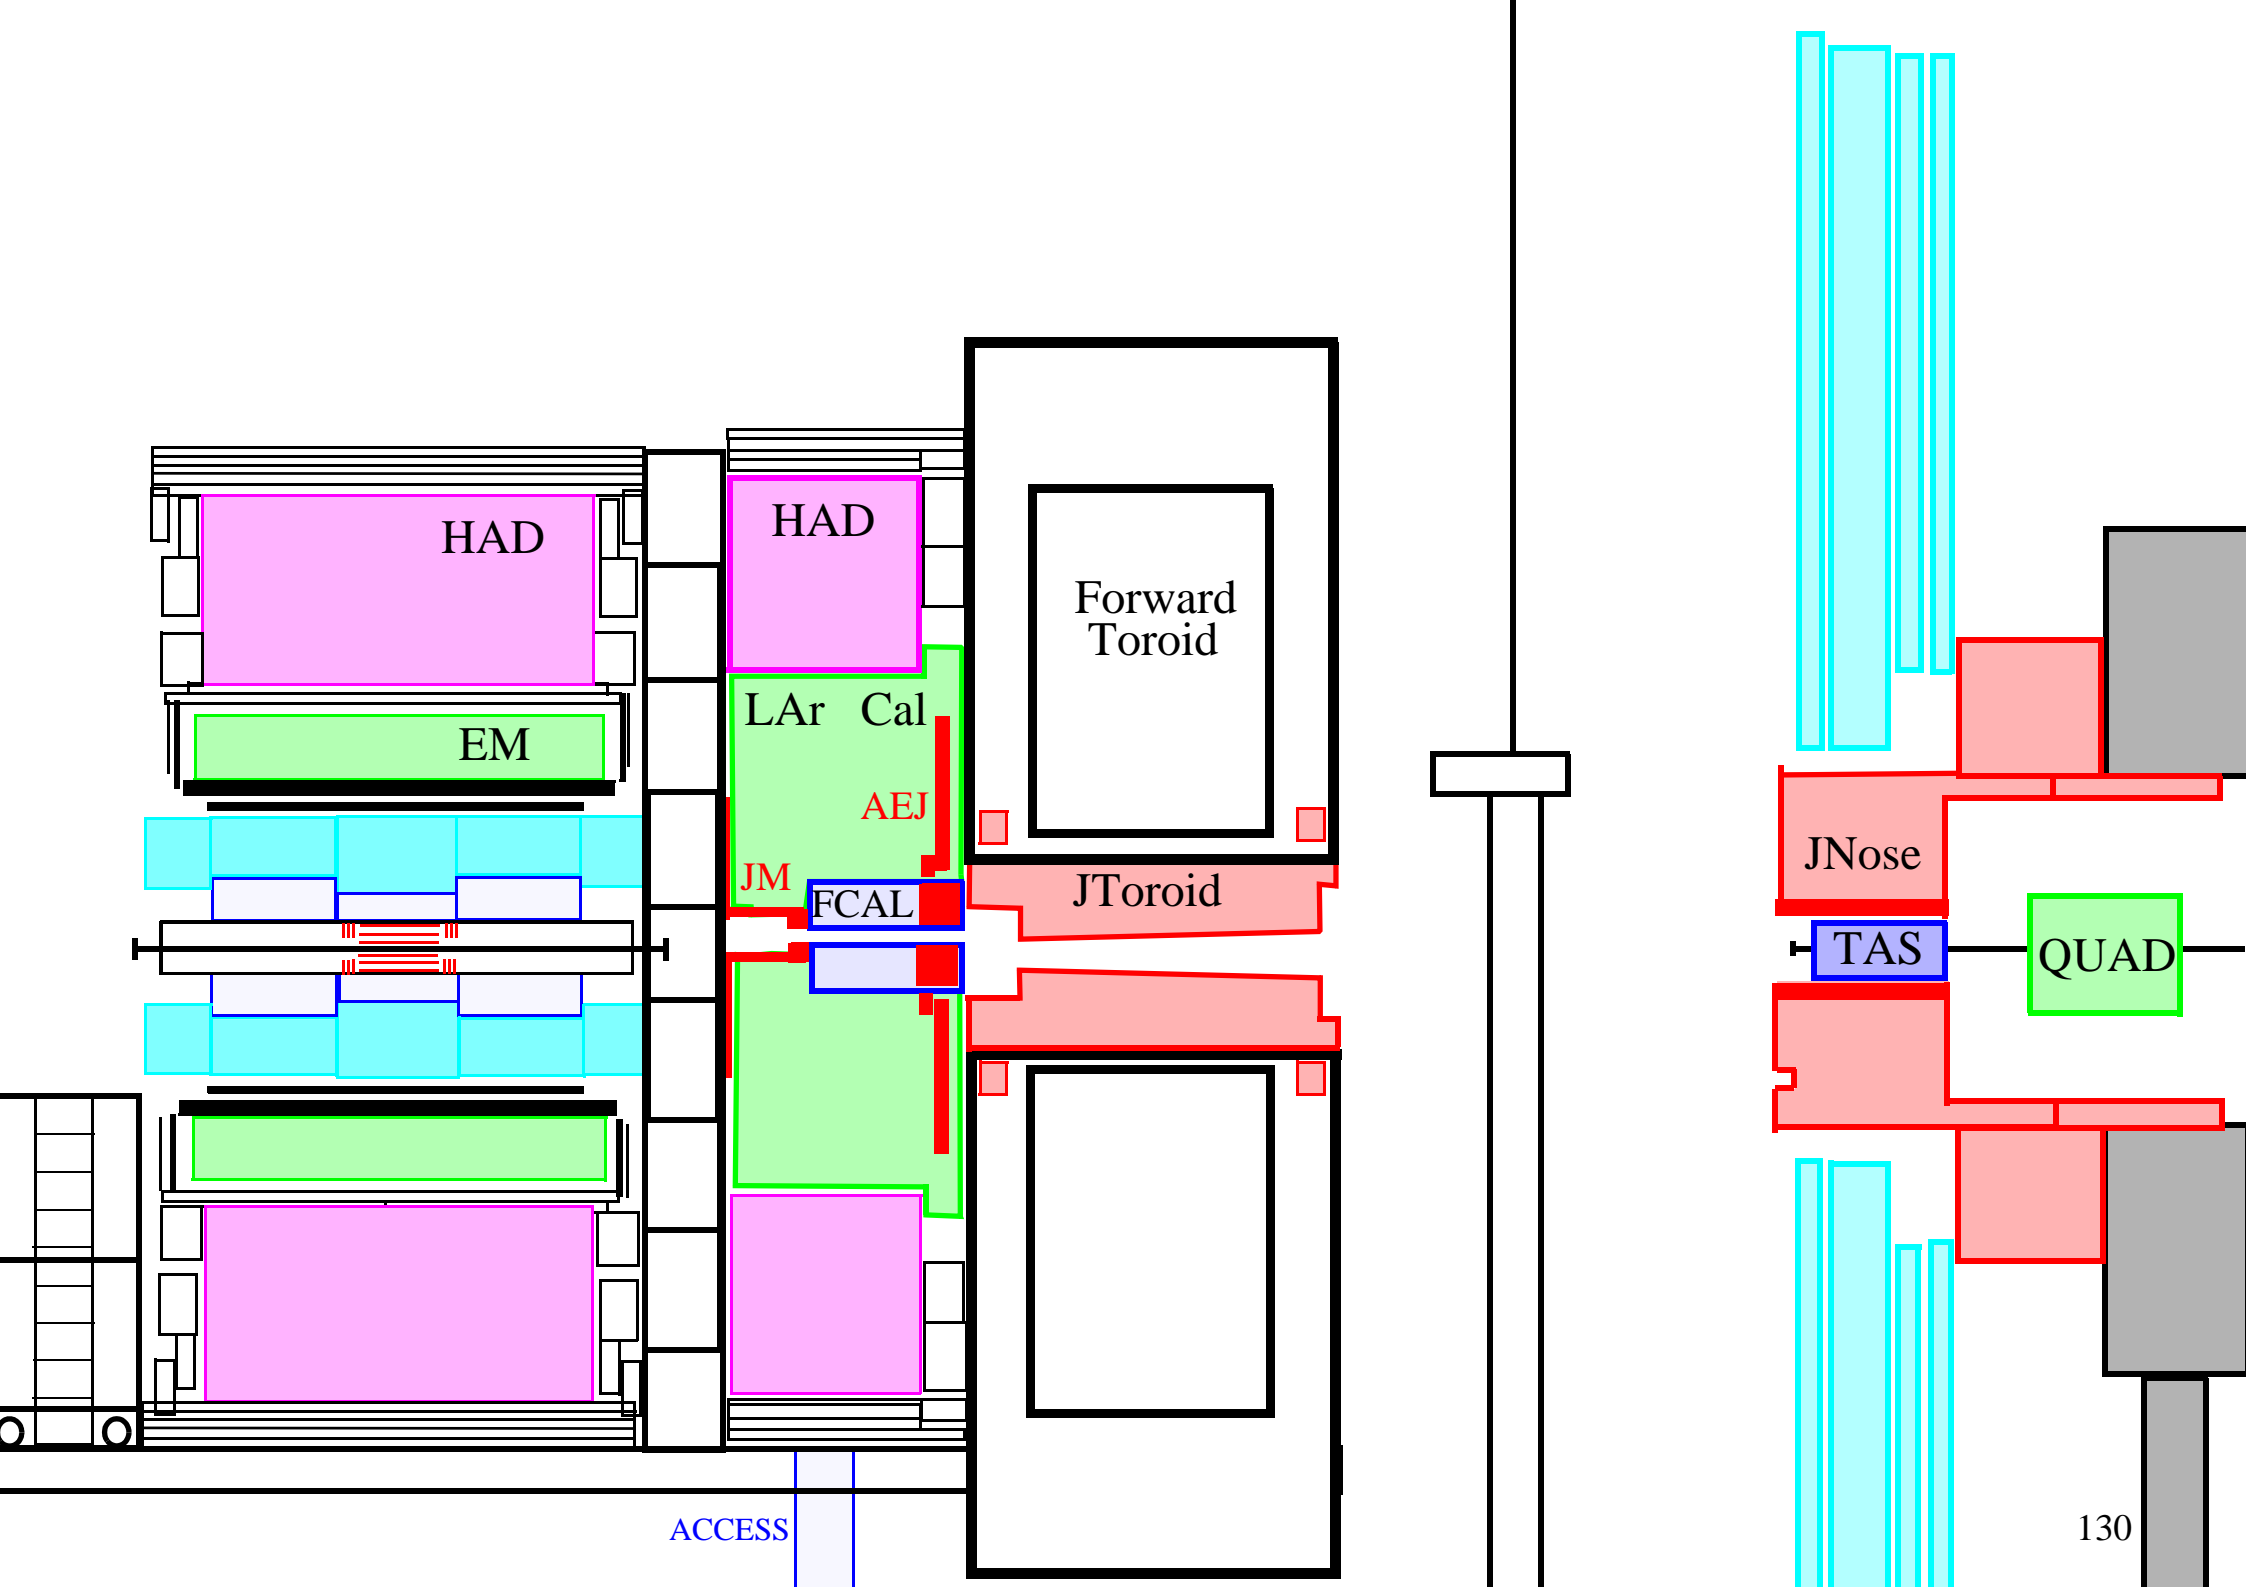 HAD
HAD
Forward
Toroid
LAr Cal
EM
AEJ
JM
FCAL
JToroid
JNose
TAS
QUAD
ACCESS
130